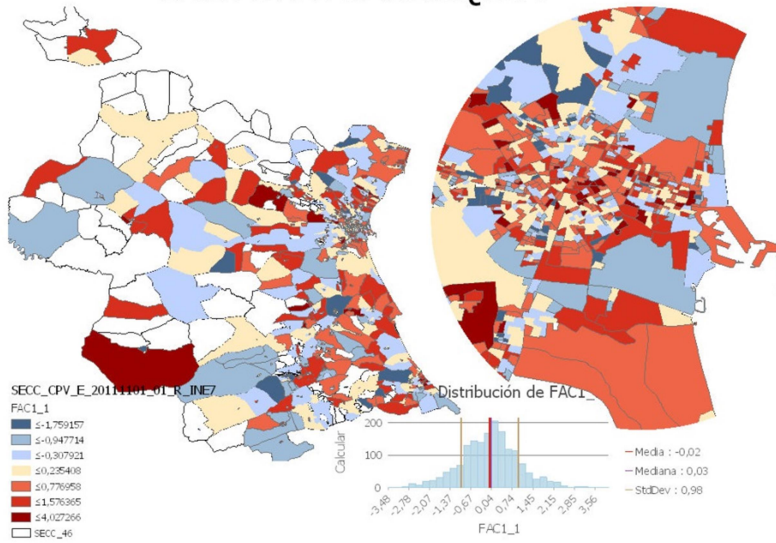 SECC_CPV_E_20111101_01_R_INE7
FAC1_1
≤-1,759157
≤-0,947714
≤-0,307921
≤0,235408
≤0,776958
≤1,576365
≤4,027266
SECC_46
Distribución de FAC1_
Calcular
200
100
0
-3.48
-2.78
-2.07
-1.37
-0.67
0.04
0.74
1.45
2.15
2.85
3.56
FAC1_1
Media : -0,02
Mediana : 0,03
StdDev : 0,98